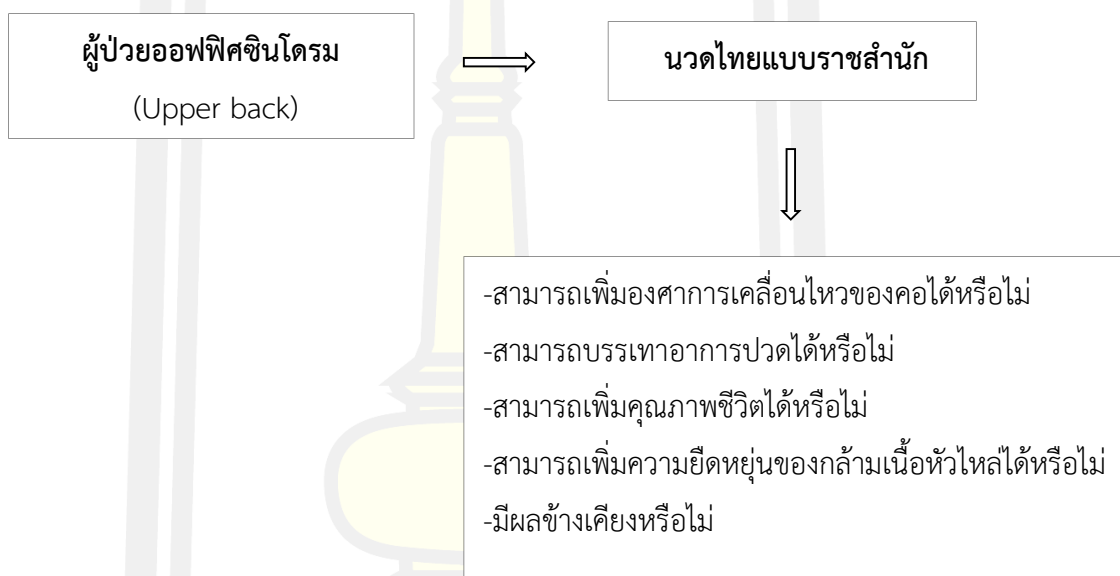 ผู้ป่วยออฟฟิศซินโดรม
(Upper back)
นวดไทยแบบราชสำนัก
-สามารถเพิ่มองศาการเคลื่อนไหวของคอได้หรือไม่
-สามารถบรรเทาอาการปวดได้หรือไม่
-สามารถเพิ่มคุณภาพชีวิตได้หรือไม่
-สามารถเพิ่มความยืดหยุ่นของกล้ามเนื้อหัวไหล่ได้หรือไม่
-มีผลข้างเคียงหรือไม่